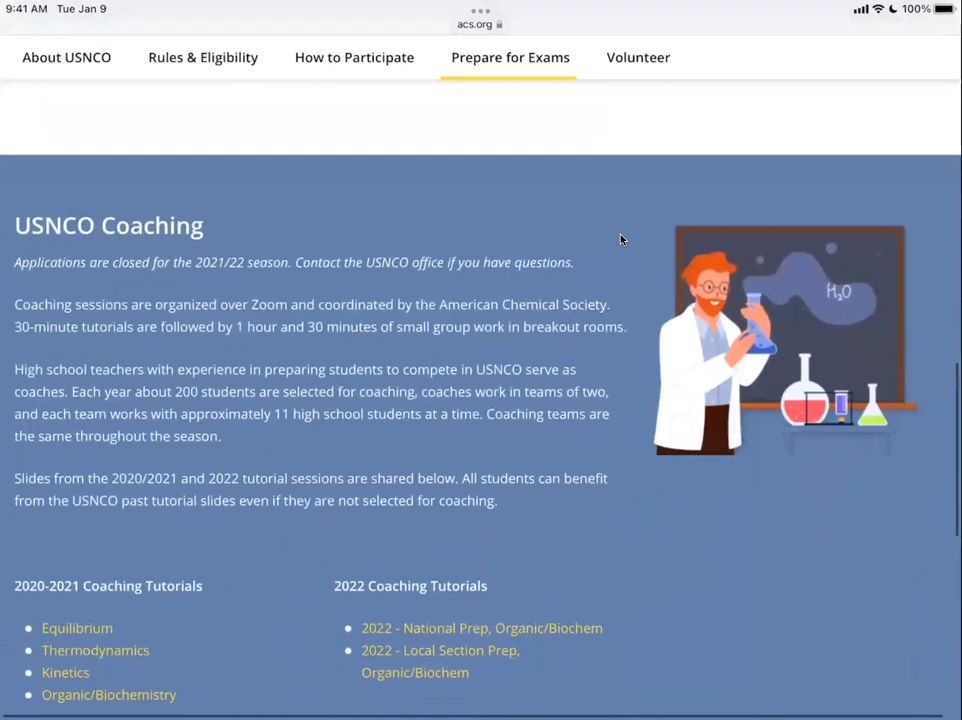 9:41 AM Tue Jan 9
100%
acs.org
About USNCO Rules & Eligibility How to Participate Prepare for Exams Volunteer
USNCO Coaching
Applications are closed for the 2021/22 season. Contact the USNCO office if you have questions.
Coaching sessions are organized over Zoom and coordinated by the American Chemical Society.
30-minute tutorials are followed by 1 hour and 30 minutes of small group work in breakout rooms.
High school teachers with experience in preparing students to compete in USNCO serve as
coaches. Each year about 200 students are selected for coaching, coaches work in teams of two,
and each team works with approximately 11 high school students at a time. Coaching teams are
the same throughout the season.
Slides from the 2020/2021 and 2022 tutorial sessions are shared below. All students can benefit
from the USNCO past tutorial slides even if they are not selected for coaching.
H₂O
2020-2021 Coaching Tutorials
Equilibrium
Thermodynamics
Kinetics
Organic/Biochemistry
2022 Coaching Tutorials
2022 - National Prep, Organic/Biochem
2022 - Local Section Prep,
Organic/Biochem